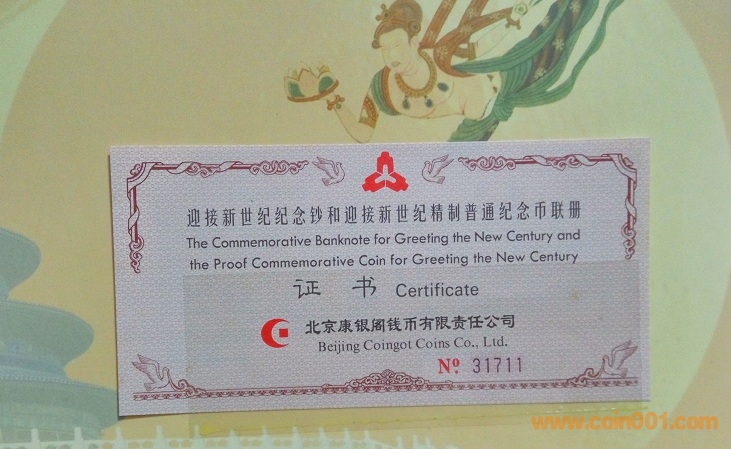 迎接新世纪纪念钞和迎接新世纪精制普通纪念币联册
The Commemorative Banknote for Greeting the New Century and
the Proof Commemorative Coin for Greeting the New Century
证 书 Certificate
北京康银阁钱币有限责任公司
Beijing Coingot Coins Co., Ltd.
Nº 31711
www.coin001.com